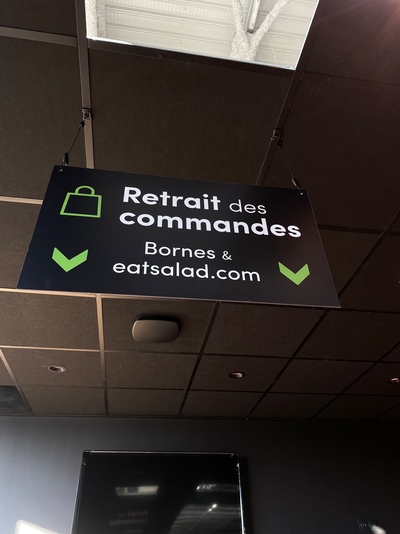 Retrait des
commandes
Bornes &
eatsalad.com